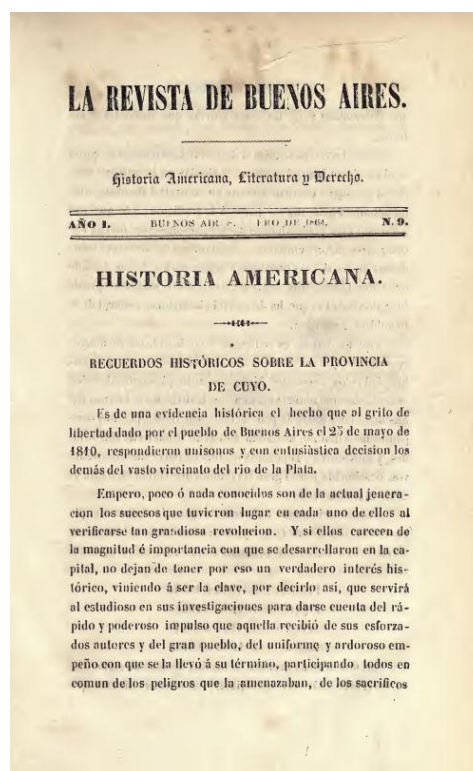 LA REVISTA DE BUENOS AIRES.
Historia Americana, Literatura y Derecho.
AÑO 1. BUENOS AIR DE N. 9.
HISTORIA AMERICANA.
RECUERDOS HISTÓRICOS SOBRE LA PROVINCIA
DE CUYO.
Es de una evidencia histórica el hecho que al grito de
libertad dado por el pueblo de Buenos Aires el 25 de mayo de
1810, respondieron unisonos y con entusiàstica decision los
demás del vasto vireinato del rio de la Plata.
Empero, poco ó nada conocidos son de la actual jenera-
cion los sucesos que tuvieron lugar en cada uno de ellos al
verificarse tan grandiosa revolucion. Y si ellos carecen de
la magnitud é importancia con que se desarrollaron en la ca-
pital, no dejan de tener por eso un verdadero interés his-
tórico, viniendo á ser la clave, por decirlo así, que servirá
al estudioso en sus investigaciones para darse cuenta del rá-
pido y poderoso impulso que aquella recibió de sus esforza-
dos autores y del gran pueblo, del uniforme y ardoroso em-
peño con que se la llevó á su término, participando todos en
comun de los peligros que la amenazaban, de los sacrificos